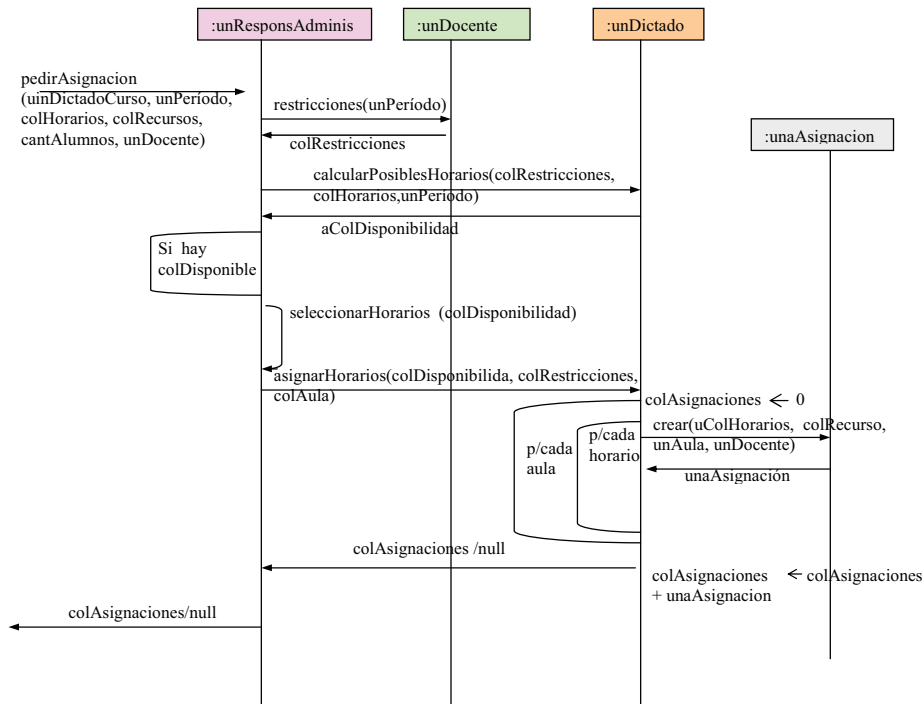 :unResponsAdminis
:unDocente
:unDictado
pedirAsignacion
(uinDictadoCurso, unPeríodo,
colHorarios, colRecursos,
cantAlumnos, unDocente)
restricciones(unPeríodo)
colRestricciones
:unaAsignacion
calcularPosiblesHorarios(colRestricciones,
colHorarios,unPeríodo)
aColDisponibilidad
Si hay
colDisponible
seleccionarHorarios (colDisponibilidad)
asignarHorarios(colDisponibilida, colRestricciones,
colAula)
colAsignaciones 0
crear(uColHorarios, colRecurso,
unAula, unDocente)
p/cada
aula
p/cada
horario
unaAsignación
colAsignaciones /null
colAsignaciones colAsignaciones
+ unaAsignacion
colAsignaciones/null